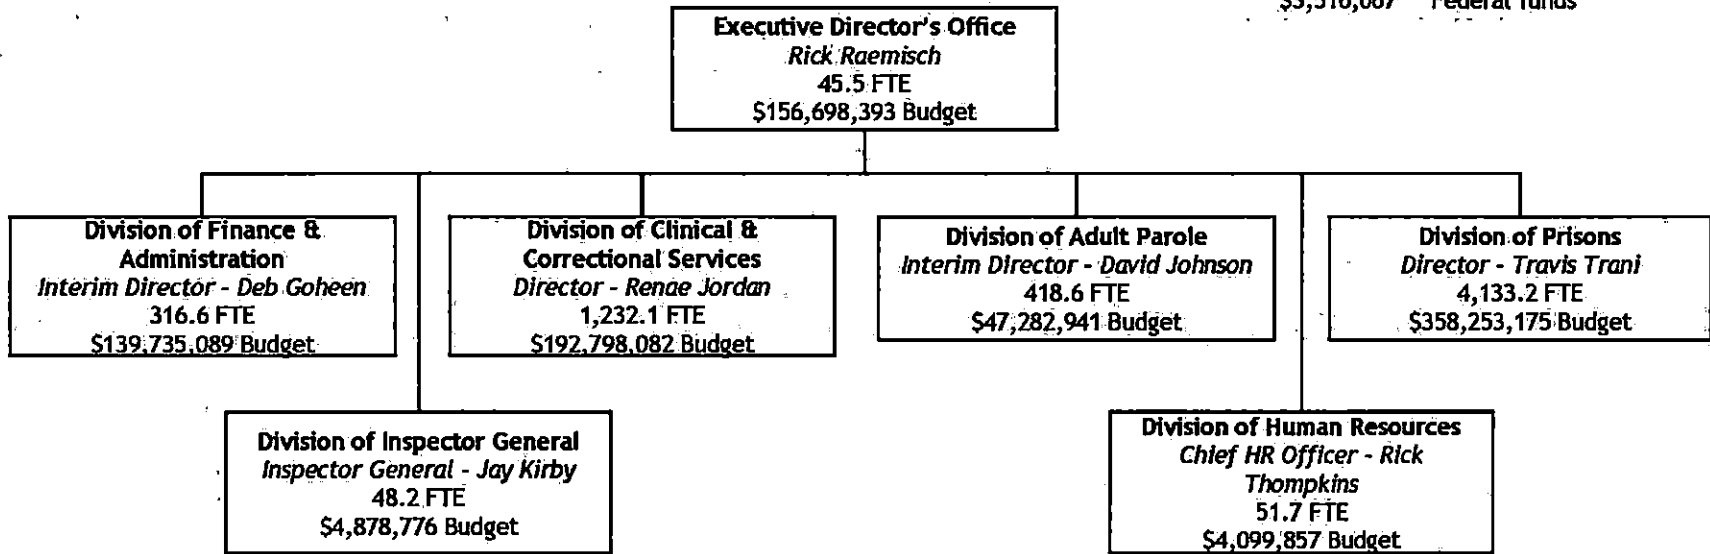 $3,516,067 Federal funds
Executive Director's Office
Rick Raemisch
45.5 FTE
$156,698,393 Budget
Division of Finance &
Administration
Interim Director - Deb Goheen
316.6 FTE
$139,735,089 Budget
Division of Clinical &
Correctional Services
Director - Renae Jordan
1,232.1 FTE
$192,798,082 Budget
Division of Adult Parole
Interim Director - David Johnson
418.6 FTE
$47,282,941 Budget
Division of Prisons
Director - Travis Trani
4,133.2 FTE
$358,253,175 Budget
Division of Inspector General
Inspector General - Jay Kirby
48.2 FTE
$4,878,776 Budget
Division of Human Resources
Chief HR Officer - Rick
Thompkins
51.7 FTE
$4,099,857 Budget